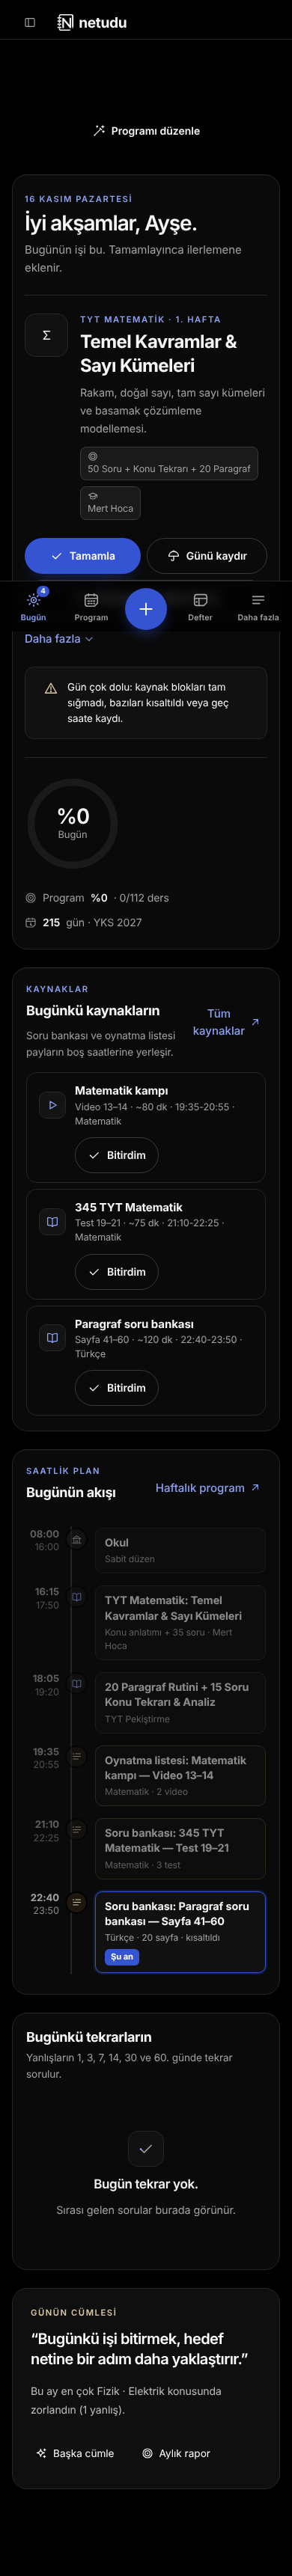 netudu
Programı düzenle
16 KASIM PAZARTESİ
İyi akşamlar, Ayşe.
Bugünün işi bu. Tamamlayınca ilerlemene
eklenir.
Σ
TYT MATEMATİK · 1. HAFTA
Temel Kavramlar &
Sayı Kümeleri
Rakam, doğal sayı, tam sayı kümeleri
ve basamak çözümleme
modellemesi.
50 Soru + Konu Tekrarı + 20 Paragraf
Mert Hoca
Tamamla
Günü kaydır
4
Bugün
Program
Defter
Daha fazla
Daha fazla
Gün çok dolu: kaynak blokları tam
sığmadı, bazıları kısaltıldı veya geç
saate kaydı.
%0
Bugün
Program %0 · 0/112 ders
215 gün · YKS 2027
KAYNAKLAR
Bugünkü kaynakların
Tüm
kaynaklar
Soru bankası ve oynatma listesi
payların boş saatlerine yerleşir.
Matematik kampı
Video 13–14 · ~80 dk · 19:35-20:55 ·
Matematik
Bitirdim
345 TYT Matematik
Test 19–21 · ~75 dk · 21:10-22:25 ·
Matematik
Bitirdim
Paragraf soru bankası
Sayfa 41–60 · ~120 dk · 22:40-23:50 ·
Türkçe
Bitirdim
SAATLİK PLAN
Bugünün akışı
Haftalık program
08:00
16:00
Okul
Sabit düzen
16:15
17:50
TYT Matematik: Temel
Kavramlar & Sayı Kümeleri
Konu anlatımı + 35 soru · Mert
Hoca
18:05
19:20
20 Paragraf Rutini + 15 Soru
Konu Tekrarı & Analiz
TYT Pekiştirme
19:35
20:55
Oynatma listesi: Matematik
kampı — Video 13–14
Matematik · 2 video
21:10
22:25
Soru bankası: 345 TYT
Matematik — Test 19–21
Matematik · 3 test
22:40
23:50
Soru bankası: Paragraf soru
bankası — Sayfa 41–60
Türkçe · 20 sayfa · kısaltıldı
Şu an
Bugünkü tekrarların
Yanlışların 1, 3, 7, 14, 30 ve 60. günde tekrar
sorulur.
Bugün tekrar yok.
Sırası gelen sorular burada görünür.
GÜNÜN CÜMLESİ
“Bugünkü işi bitirmek, hedef
netine bir adım daha yaklaştırır.”
Bu ay en çok Fizik · Elektrik konusunda
zorlandın (1 yanlış).
Başka cümle
Aylık rapor